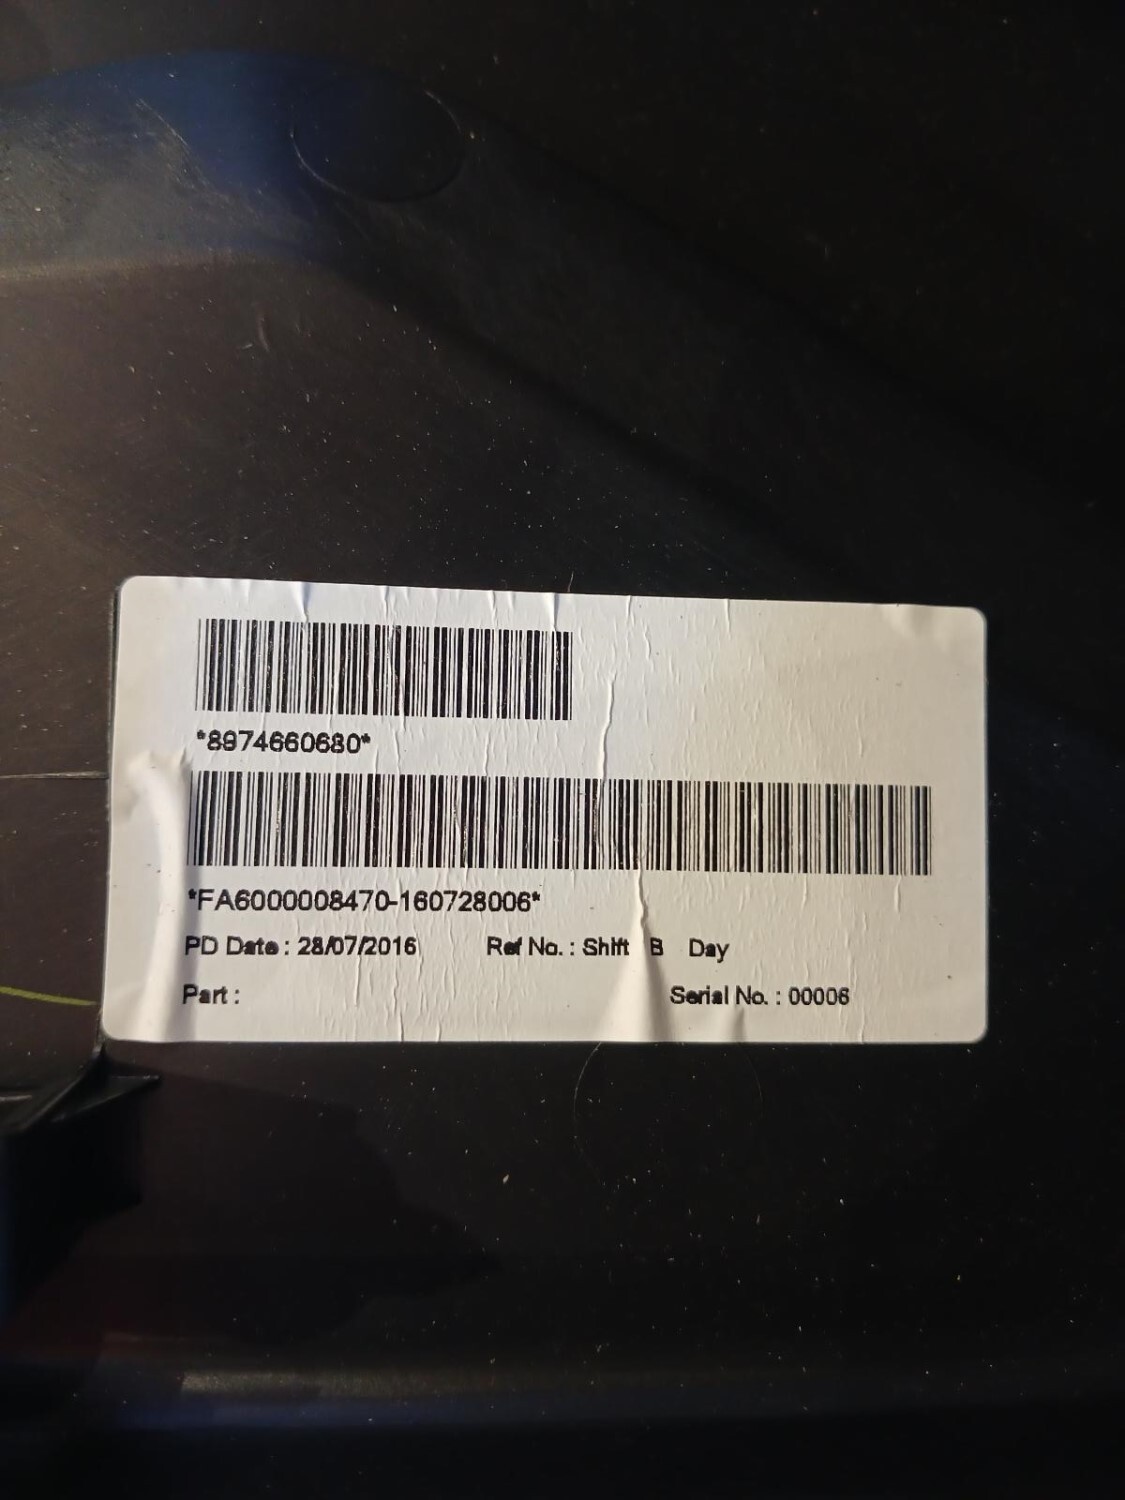 *8974660680*
*FA6000008470-160728006*
PD Date : 28/07/2016 Ref No. : Shift B Day
Part :
Serial No. : 00006